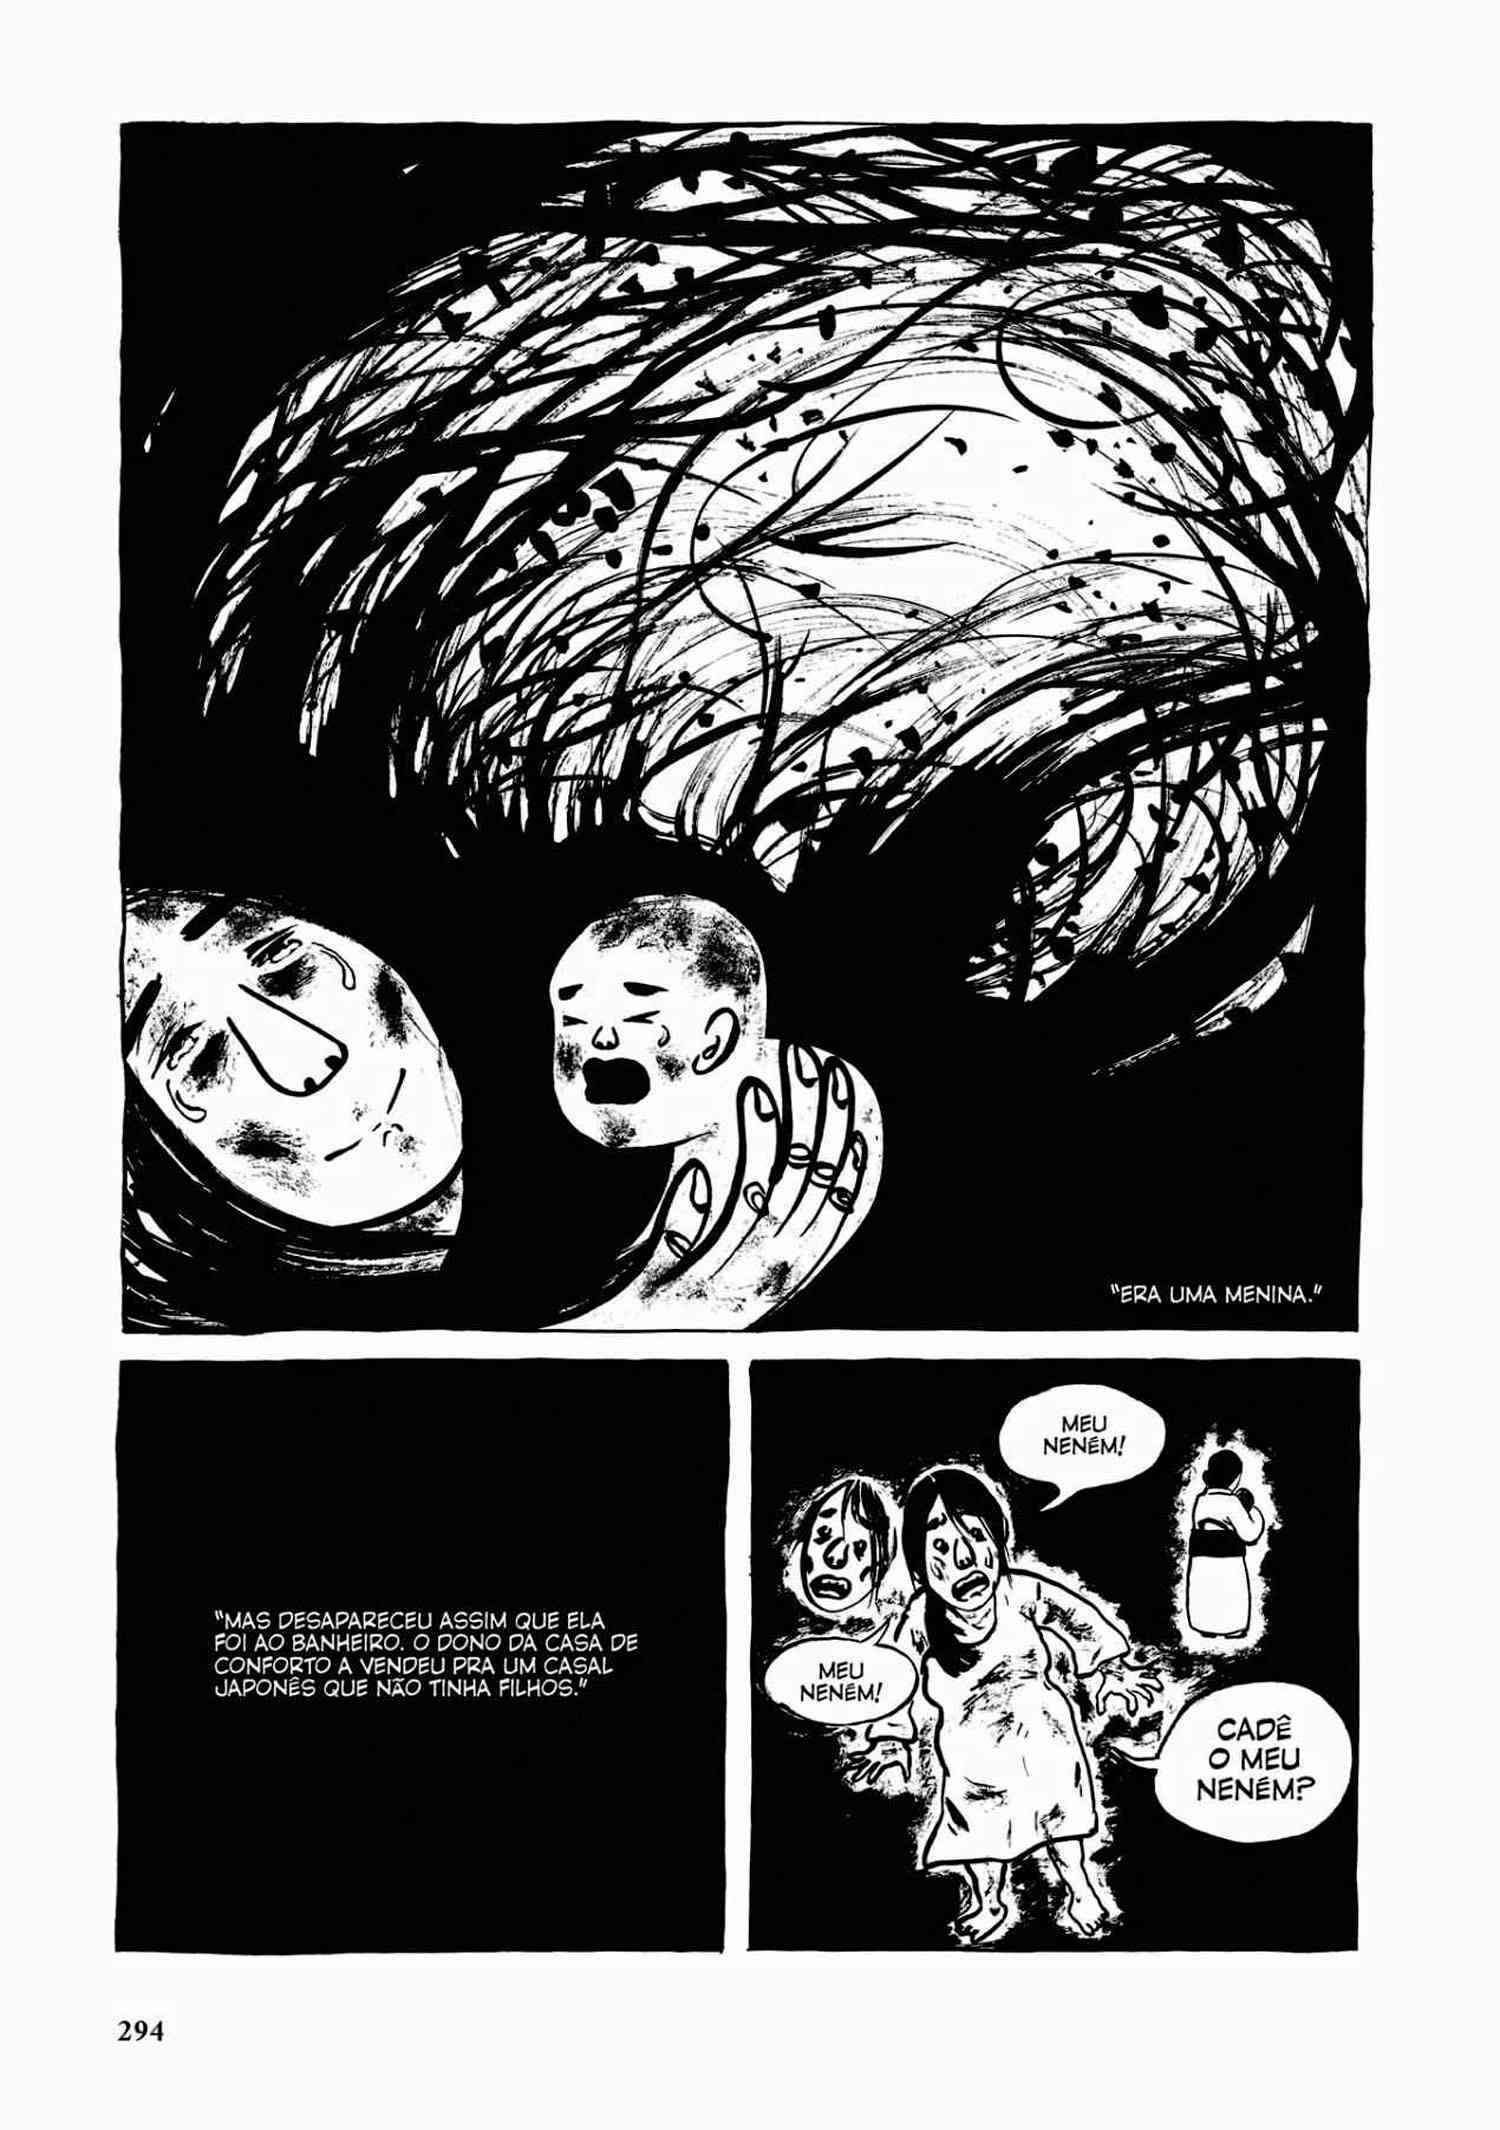 "ERA UMA MENINA."
"MAS DESAPARECEU ASSIM QUE ELA
FOI AO BANHEIRO. O DONO DA CASA DE
CONFORTO A VENDEU PRA UM CASAL
JAPONÊS QUE NÃO TINHA FILHOS."
MEU
NENÉM!
MEU
NENÉM!
CADÊ
O MEU
NENÉM?
294